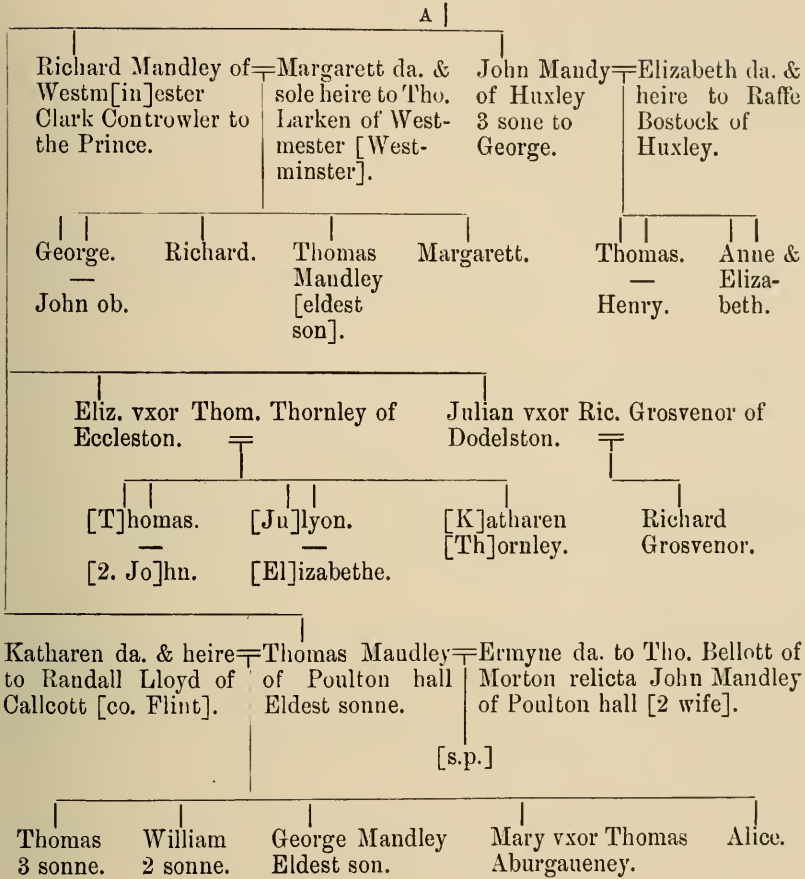 A
Richard Mandley of
Westm[in]ester
Clark Controwler to
the Prince.
Margarett da. &
sole heire to Tho.
Larken of West-
mester [West-
minster].
John Mandy
of Huxley
3 sone to
George.
Elizabeth da. &
heire to Raffe
Bostock of
Huxley.
George.
—
John ob.
Richard.
Thomas
Mandley
[eldest
son].
Margarett.
Thomas.
—
Henry.
Anne &
Eliza-
beth.
Eliz. vxor Thom. Thornley of
Eccleston.
Julian vxor Ric. Grosvenor of
Dodelston.
[T]homas.
—
[2. Jo]hn.
[Ju]lyon.
—
[El]izabethe.
[K]atharen
[Th]ornley.
Richard
Grosvenor.
Katharen da. & heire
to Randall Lloyd of
Callcott [co. Flint].
Thomas Mandley
of Poulton hall
Eldest sonne.
Ermyne da. to Tho. Bellott of
Morton relicta John Mandley
of Poulton hall [2 wife].
[s.p.]
Thomas
3 sonne.
William
2 sonne.
George Mandley
Eldest son.
Mary vxor Thomas
Aburgaueney.
Alice.